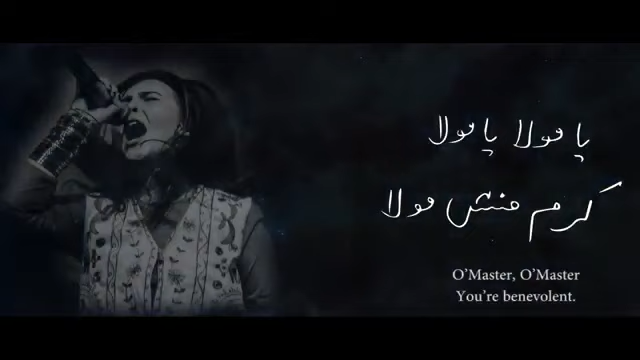 یا مولا یا مولا
کرم منش مولا
O'Master, O'Master
You're benevolent.